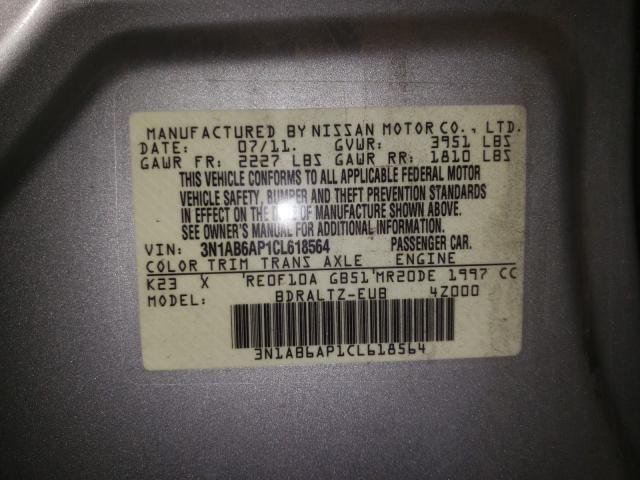 MANUFACTURED BY NISSAN MOTOR CO., LTD.
DATE: 07/11. GVWR: 3951 LBS
GAWR FR: 2227 LBS GAWR RR: 1810 LBS
THIS VEHICLE CONFORMS TO ALL APPLICABLE FEDERAL MOTOR
VEHICLE SAFETY, BUMPER AND THEFT PREVENTION STANDARDS
IN EFFECT ON THE DATE OF MANUFACTURE SHOWN ABOVE.
SEE OWNER'S MANUAL FOR ADDITIONAL INFORMATION.
VIN: 3N1AB6AP1CL618564 PASSENGER CAR.
COLOR TRIM TRANS AXLE ENGINE
K23 X RE0F10A GB51 MR20DE 1997 CC
MODEL: BDRALTZ-EUB 4Z000
3N1AB6AP1CL618564